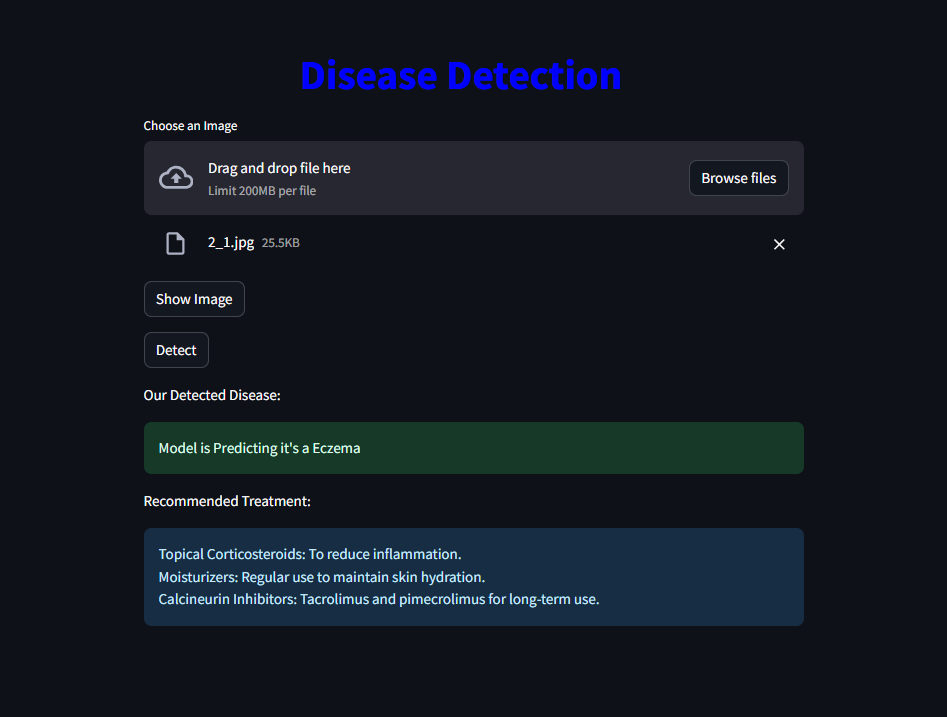 Disease Detection
Choose an Image
Drag and drop file here
Limit 200MB per file
Browse files
2_1.jpg 25.5KB
Show Image
Detect
Our Detected Disease:
Model is Predicting it's a Eczema
Recommended Treatment:
Topical Corticosteroids: To reduce inflammation.
Moisturizers: Regular use to maintain skin hydration.
Calcineurin Inhibitors: Tacrolimus and pimecrolimus for long-term use.